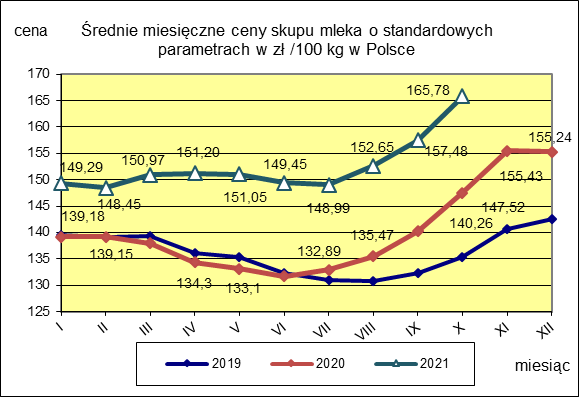 cena
Średnie miesięczne ceny skupu mleka o standardowych
parametrach w zł /100 kg w Polsce
170
165
160
155
150
145
140
135
130
125
165,78
149,29
150,97
151,20
149,45
152,65
157,48
155,24
148,45
151,05
148,99
155,43
139,18
147,52
132,89
135,47
140,26
139,15
134,3
133,1
I
II
III
IV
V
VI
VII
VIII
IX
X
XI
XII
2019
2020
2021
miesiąc